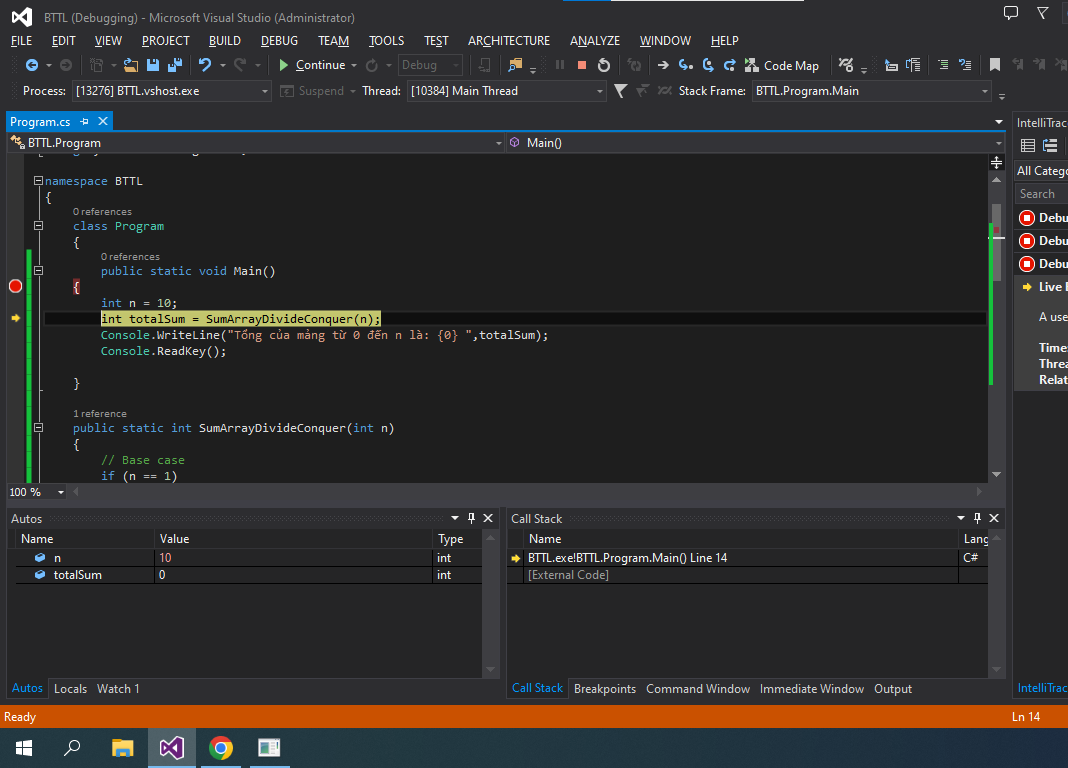 BTTL (Debugging) - Microsoft Visual Studio (Administrator)
FILE EDIT VIEW PROJECT BUILD DEBUG TEAM TOOLS TEST ARCHITECTURE ANALYZE WINDOW HELP
Continue Debug Code Map
Process: [13276] BTTL.vshost.exe Suspend Thread: [10384] Main Thread Stack Frame: BTTL.Program.Main
Program.cs
IntelliTrac
BTTL.Program Main()
All Catego
Search
Debu
Debu
Debu
Live
A use
Time:
Threa
Relat
IntelliTrac
namespace BTTL
{
0 references
class Program
{
0 references
public static void Main()
{
int n = 10;
int totalSum = SumArrayDivideConquer(n);
Console.WriteLine("Tổng của mảng từ 0 đến n là: {0} ",totalSum);
Console.ReadKey();
}
1 reference
public static int SumArrayDivideConquer(int n)
{
// Base case
if (n == 1)
100 %
Autos
Name Value Type
n 10 int
totalSum 0 int
Autos Locals Watch 1
Call Stack
Name Lang
BTTL.exe!BTTL.Program.Main() Line 14 C#
[External Code]
Call Stack Breakpoints Command Window Immediate Window Output
Ready Ln 14